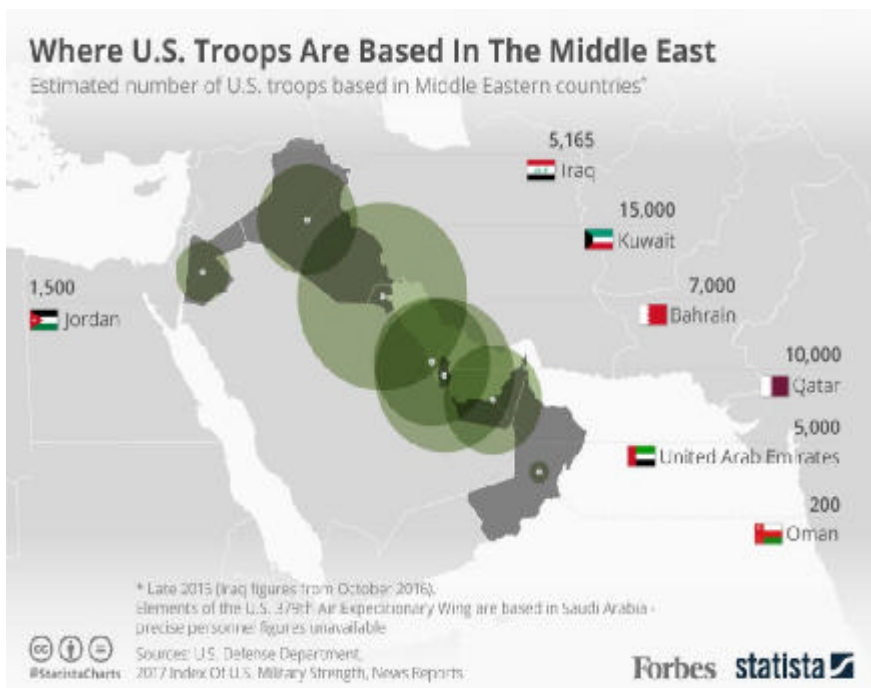 Where U.S. Troops Are Based In The Middle East
Estimated number of U.S. troops based in Middle Eastern countries*
5,165
Iraq
15,000
Kuwait
7,000
Bahrain
1,500
Jordan
10,000
Qatar
5,000
United Arab Emirates
200
Oman
* Late 2015 (Iraq figures from October 2016).
Elements of the U.S. 379th Air Expeditionary Wing are based in Saudi Arabia -
precise personnel figures unavailable
Sources: U.S. Defense Department,
2017 Index Of U.S. Military Strength, News Reports
@StatistaCharts
Forbes
statista